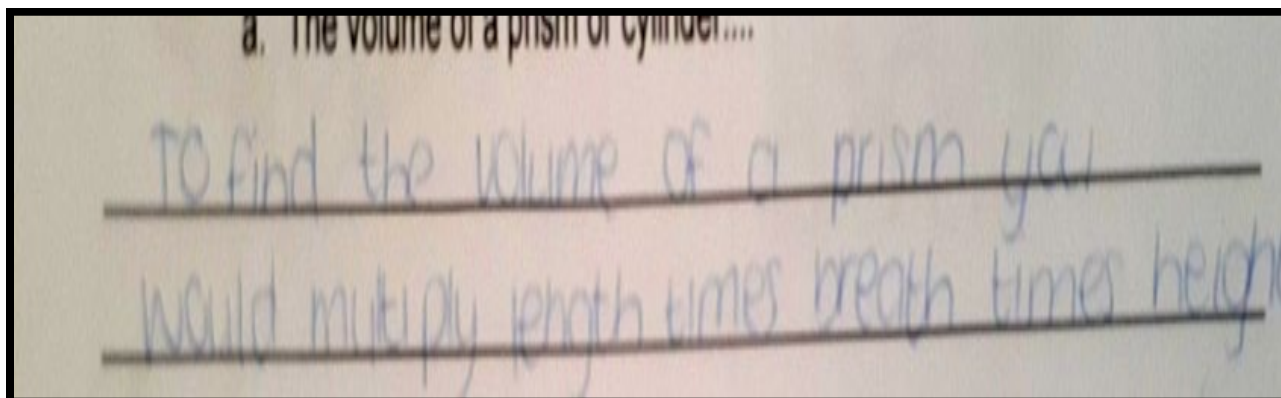 a. The volume of a prism or cylinder....
To find the volume of a prism you
would mutiply length times breath times height